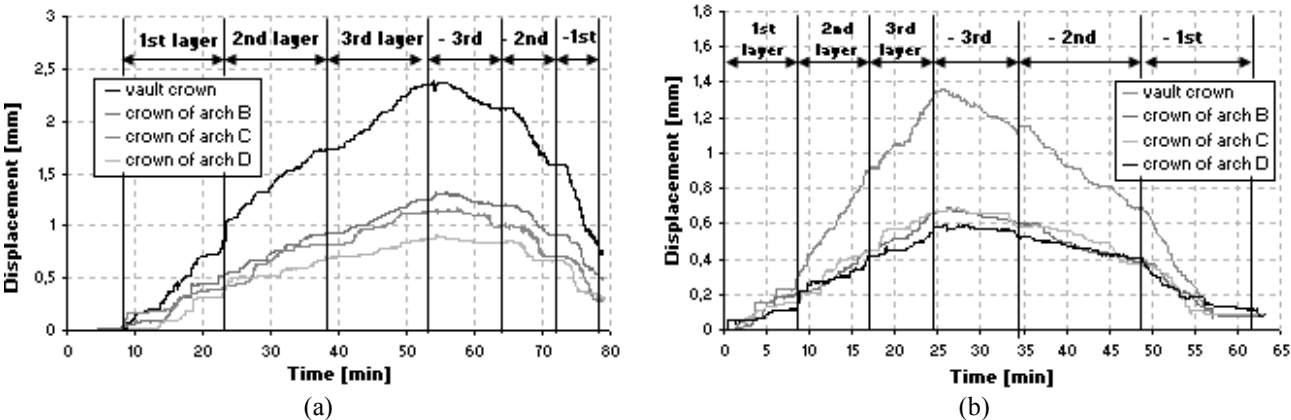 3
2,5
2
1,5
1
0,5
0
0 10 20 30 40 50 60 70 80
Displacement [mm]
Time [min]
1st layer 2nd layer 3rd layer - 3rd - 2nd -1st
vault crown
crown of arch B
crown of arch C
crown of arch D
(a)
1,8
1,6
1,4
1,2
1
0,8
0,6
0,4
0,2
0
0 5 10 15 20 25 30 35 40 45 50 55 60 65
Displacement [mm]
Time [min]
1st layer 2nd layer 3rd layer - 3rd - 2nd - 1st
vault crown
crown of arch B
crown of arch C
crown of arch D
(b)